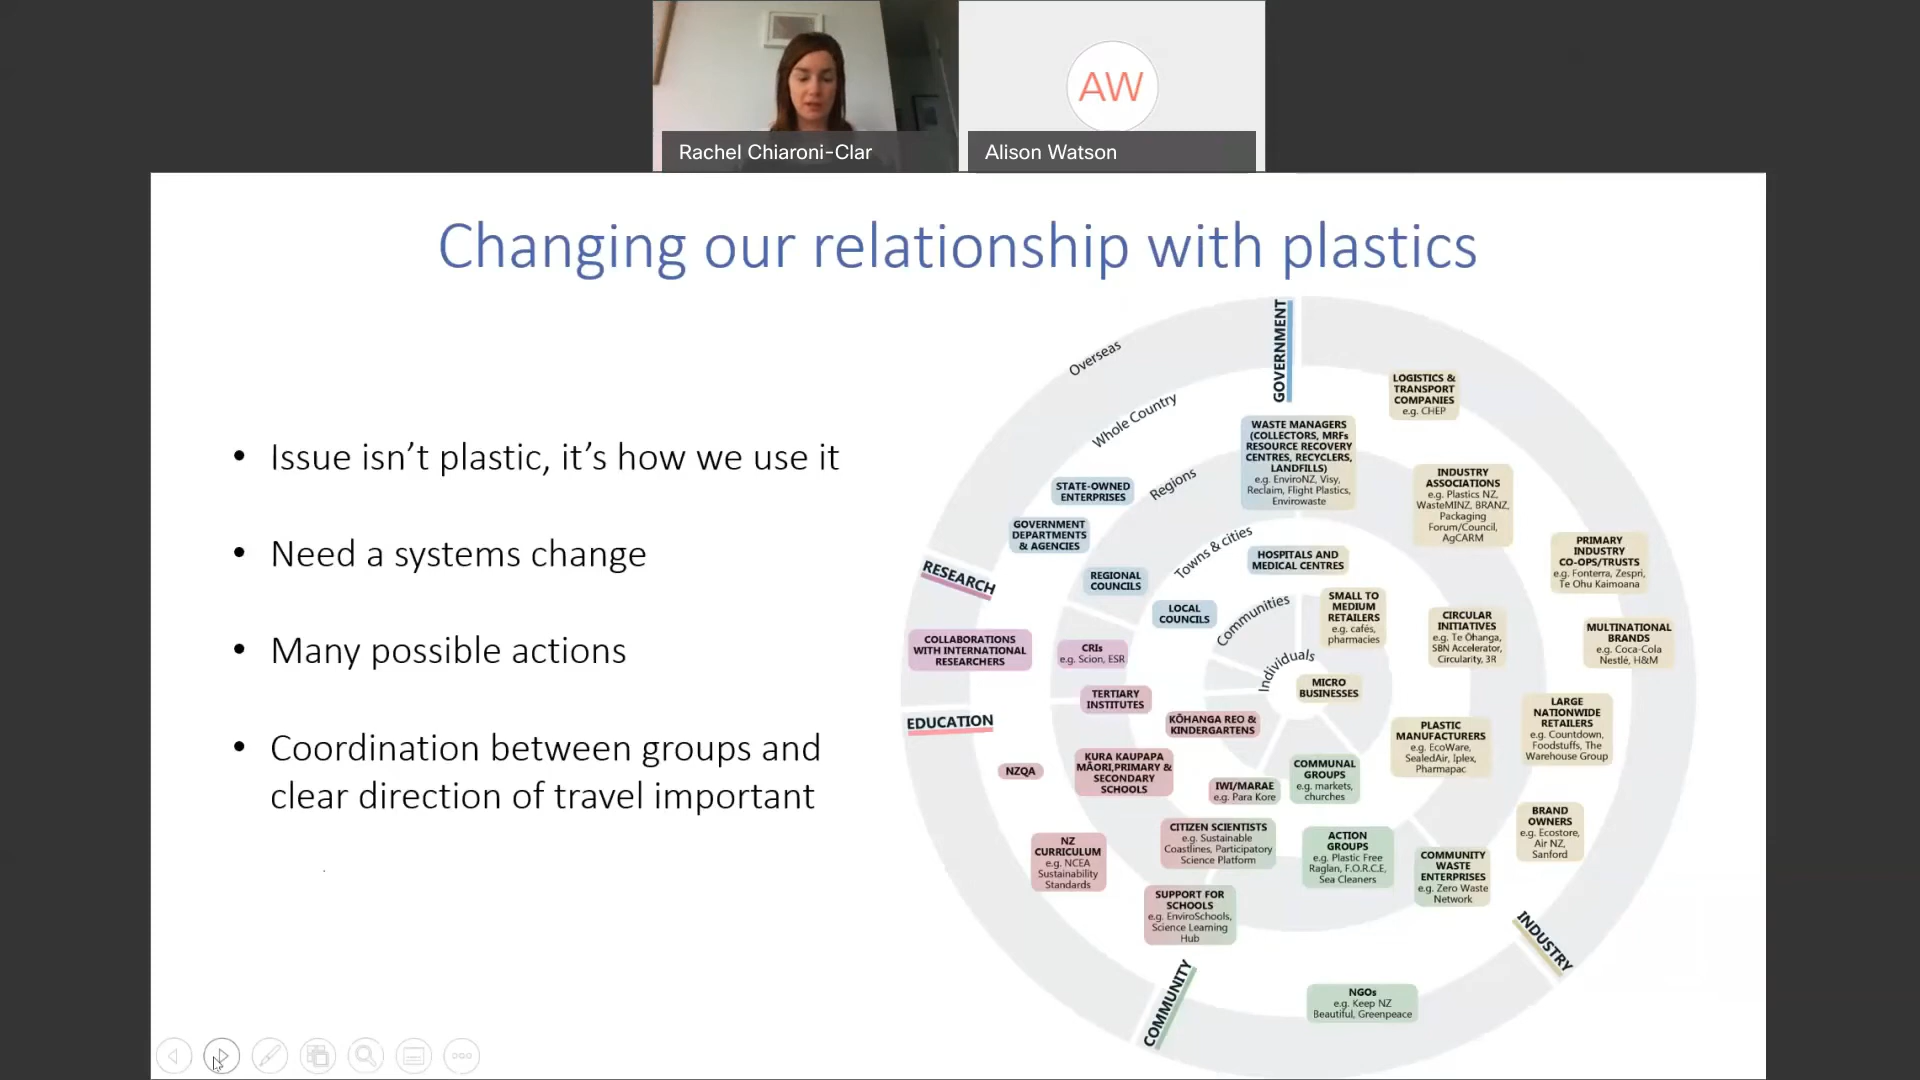 AW
Rachel Chiaroni-Clar
Alison Watson
Changing our relationship with plastics
• Issue isn’t plastic, it’s how we use it
• Need a systems change
• Many possible actions
• Coordination between groups and
clear direction of travel important
GOVERNMENT
Overseas
Whole Country
Regions
Towns & cities
Communities
Individuals
LOGISTICS &
TRANSPORT
COMPANIES
e.g. CHEP
WASTE MANAGERS
(COLLECTORS, MRFs
RESOURCE RECOVERY
CENTRES, RECYCLERS,
LANDFILLS)
e.g. EnviroNZ, Visy,
Reclaim, Flight Plastics,
Envirowaste
STATE-OWNED
ENTERPRISES
GOVERNMENT
DEPARTMENTS
& AGENCIES
INDUSTRY
ASSOCIATIONS
e.g. Plastics NZ,
WasteMINZ, BRANZ,
Packaging
Forum/Council,
AgCARM
PRIMARY
INDUSTRY
CO-OPS/TRUSTS
e.g. Fonterra, Zespri,
Te Ohu Kaimoana
HOSPITALS AND
MEDICAL CENTRES
REGIONAL
COUNCILS
LOCAL
COUNCILS
RESEARCH
SMALL TO
MEDIUM
RETAILERS
e.g. cafés,
pharmacies
CIRCULAR
INITIATIVES
e.g. Te Ōhanga,
SBN Accelerator,
Circularity, 3R
MULTINATIONAL
BRANDS
e.g. Coca-Cola
Nestlé, H&M
COLLABORATIONS
WITH INTERNATIONAL
RESEARCHERS
CRIs
e.g. Scion, ESR
MICRO
BUSINESSES
TERTIARY
INSTITUTES
EDUCATION
KŌHANGA REO &
KINDERGARTENS
PLASTIC
MANUFACTURERS
e.g. EcoWare,
SealedAir, Iplex,
Pharmapac
LARGE
NATIONWIDE
RETAILERS
e.g. Countdown,
Foodstuffs, The
Warehouse Group
NZQA
KURA KAUPAPA
MĀORI,PRIMARY &
SECONDARY
SCHOOLS
IWI/MARAE
e.g. Para Kore
COMMUNAL
GROUPS
e.g. markets,
churches
BRAND
OWNERS
e.g. Ecostore,
Air NZ,
Sanford
NZ
CURRICULUM
e.g. NCEA
Sustainability
Standards
CITIZEN SCIENTISTS
e.g. Sustainable
Coastlines, Participatory
Science Platform
ACTION
GROUPS
e.g. Plastic Free
Raglan, F.O.R.C.E,
Sea Cleaners
COMMUNITY
WASTE
ENTERPRISES
e.g. Zero Waste
Network
SUPPORT FOR
SCHOOLS
e.g. EnviroSchools,
Science Learning
Hub
INDUSTRY
COMMUNITY
NGOs
e.g. Keep NZ
Beautiful, Greenpeace